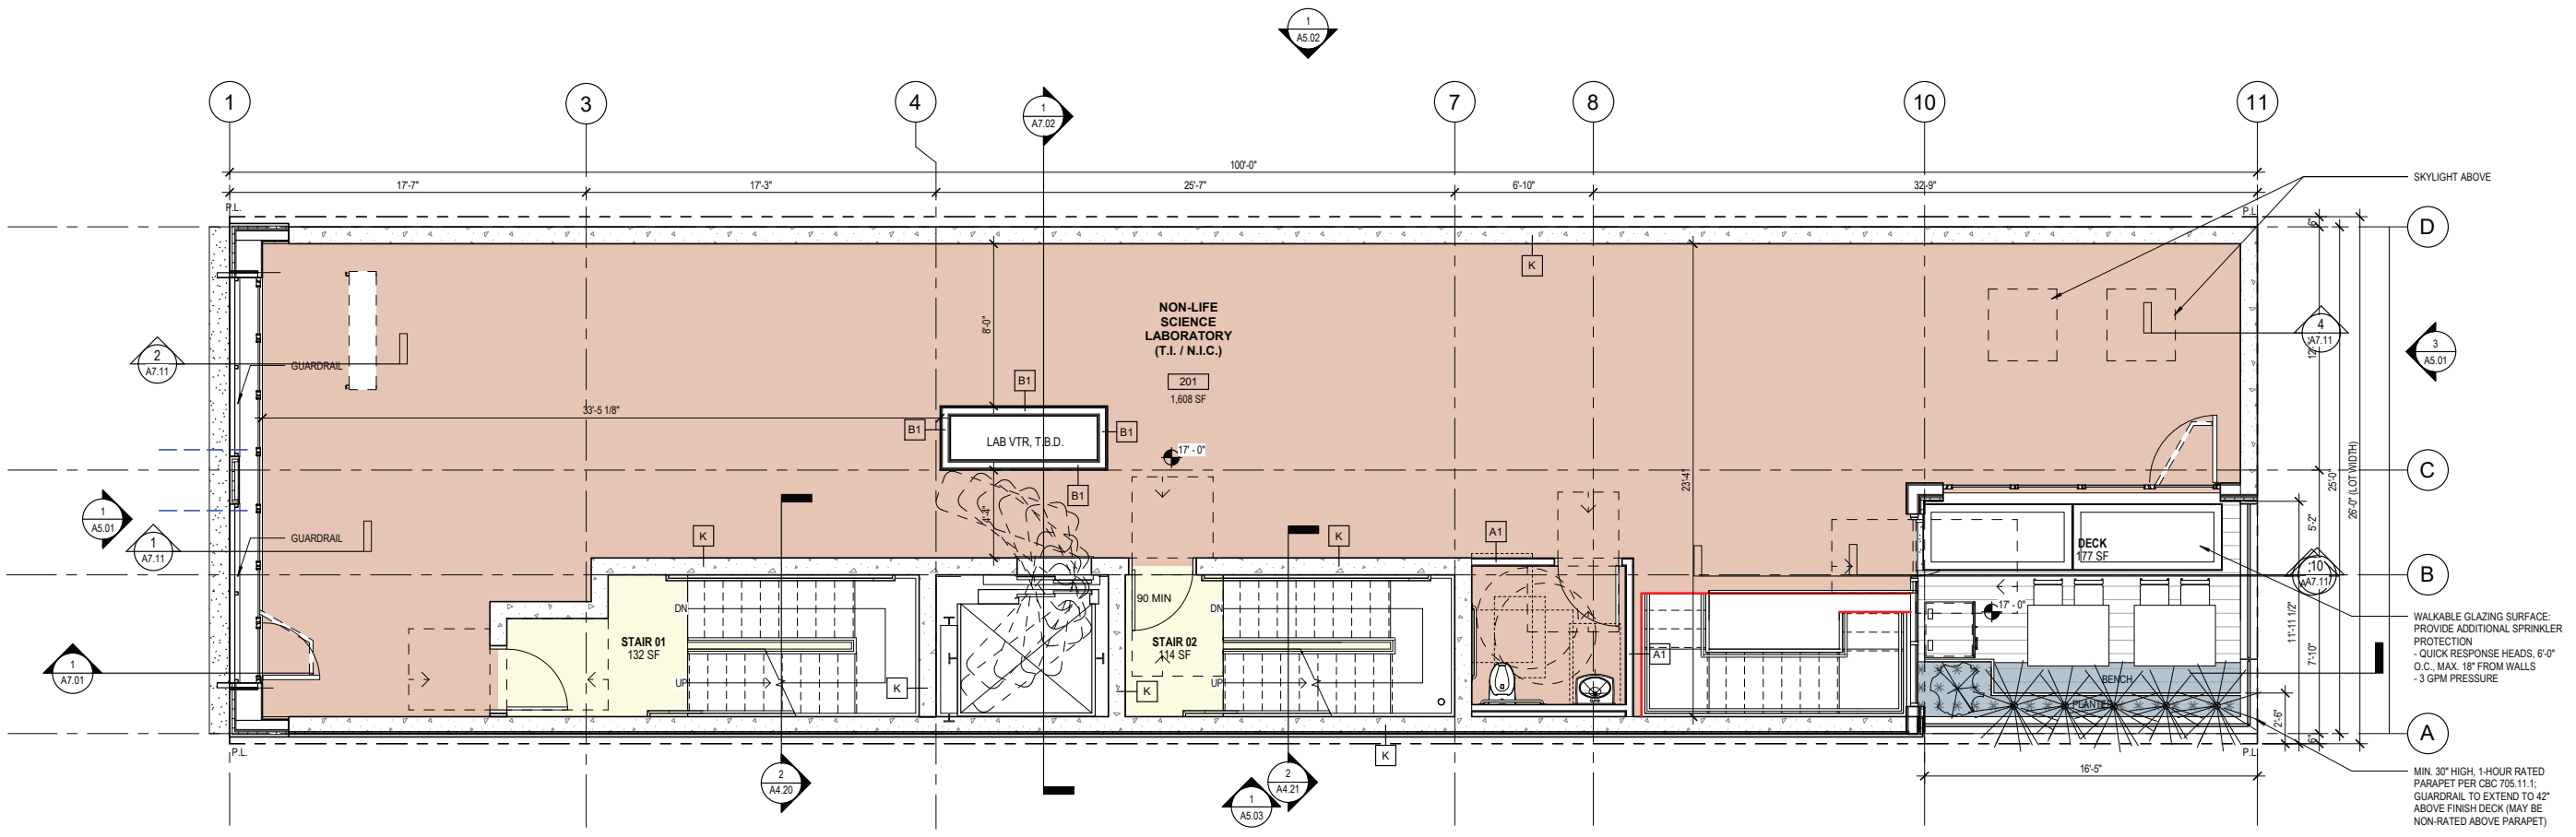 1
A5.02
1
3
4
1
A7.02
7
8
10
11
100'-0"
17'-7"
17'-3"
25'-7"
6'-10"
32'-9"
SKYLIGHT ABOVE
P.L.
P.L.
6"
D
K
NON-LIFE
SCIENCE
LABORATORY
(T.I. / N.I.C.)
201
1,608 SF
8'-0"
2
A7.11
GUARDRAIL
4
A7.11
3
A5.01
B1
33'-5 1/8"
B1
LAB VTR, T.B.D.
B1
17' - 0"
B1
C
25'-0"
26'-0" (LOT WIDTH)
23'-4"
1
A5.01
1
A7.11
GUARDRAIL
K
K
A1
5'-2"
DECK
177 SF
10
A7.11
B
90 MIN
DN
DN
STAIR 01
132 SF
STAIR 02
114 SF
UP
UP
K
K
A1
17' - 0"
11'-11 1/2"
7'-10"
WALKABLE GLAZING SURFACE:
PROVIDE ADDITIONAL SPRINKLER
PROTECTION
- QUICK RESPONSE HEADS, 6'-0"
O.C., MAX. 18" FROM WALLS
- 3 GPM PRESSURE
1
A7.01
BENCH
PLANTER
2'-6"
6"
A
P.L.
P.L.
K
2
A4.20
2
A4.21
1
A5.03
16'-5"
MIN. 30" HIGH, 1-HOUR RATED
PARAPET PER CBC 705.11.1;
GUARDRAIL TO EXTEND TO 42"
ABOVE FINISH DECK (MAY BE
NON-RATED ABOVE PARAPET)